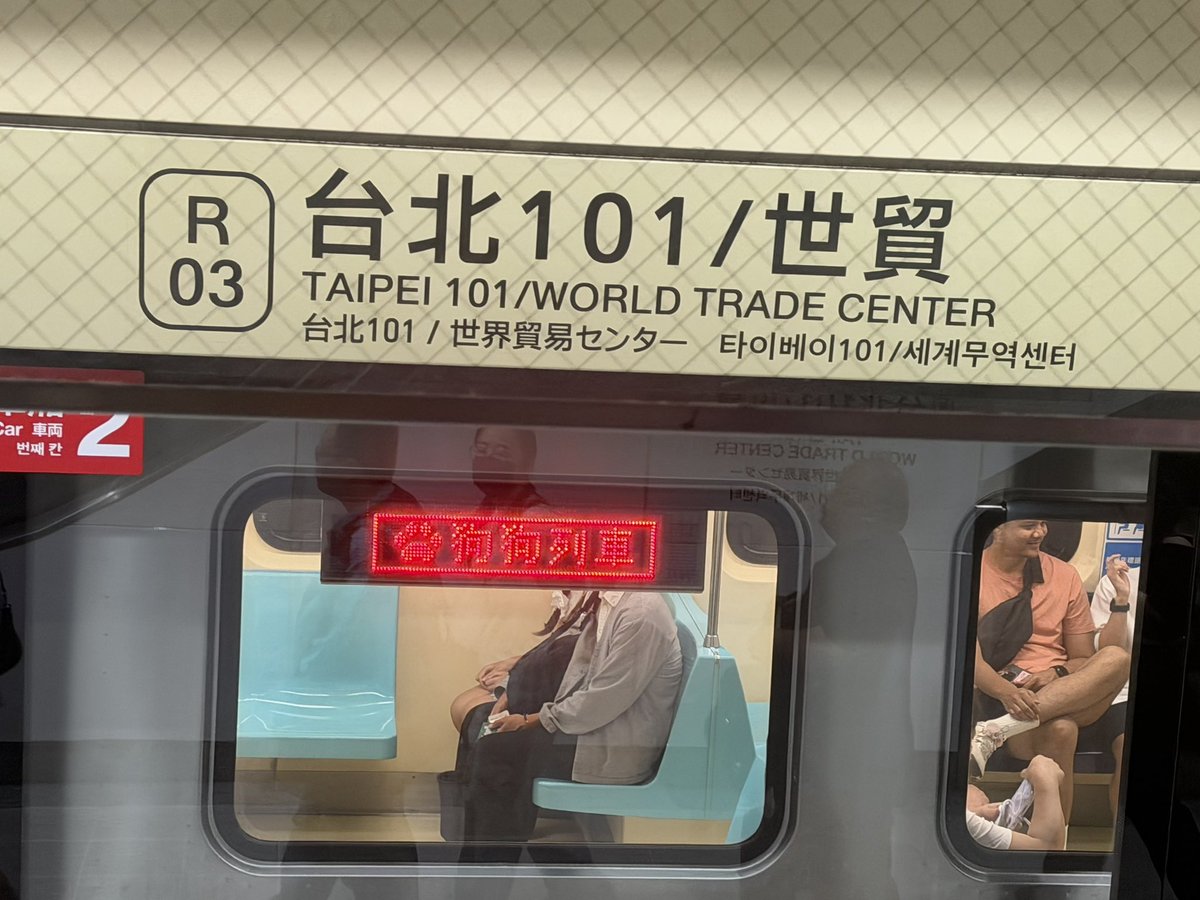 R
03
台北101/世貿
TAIPEI 101/WORLD TRADE CENTER
台北101 / 世界貿易センター 타이베이101/세계무역센터
Car 車両 2
번째 칸
狗狗列車